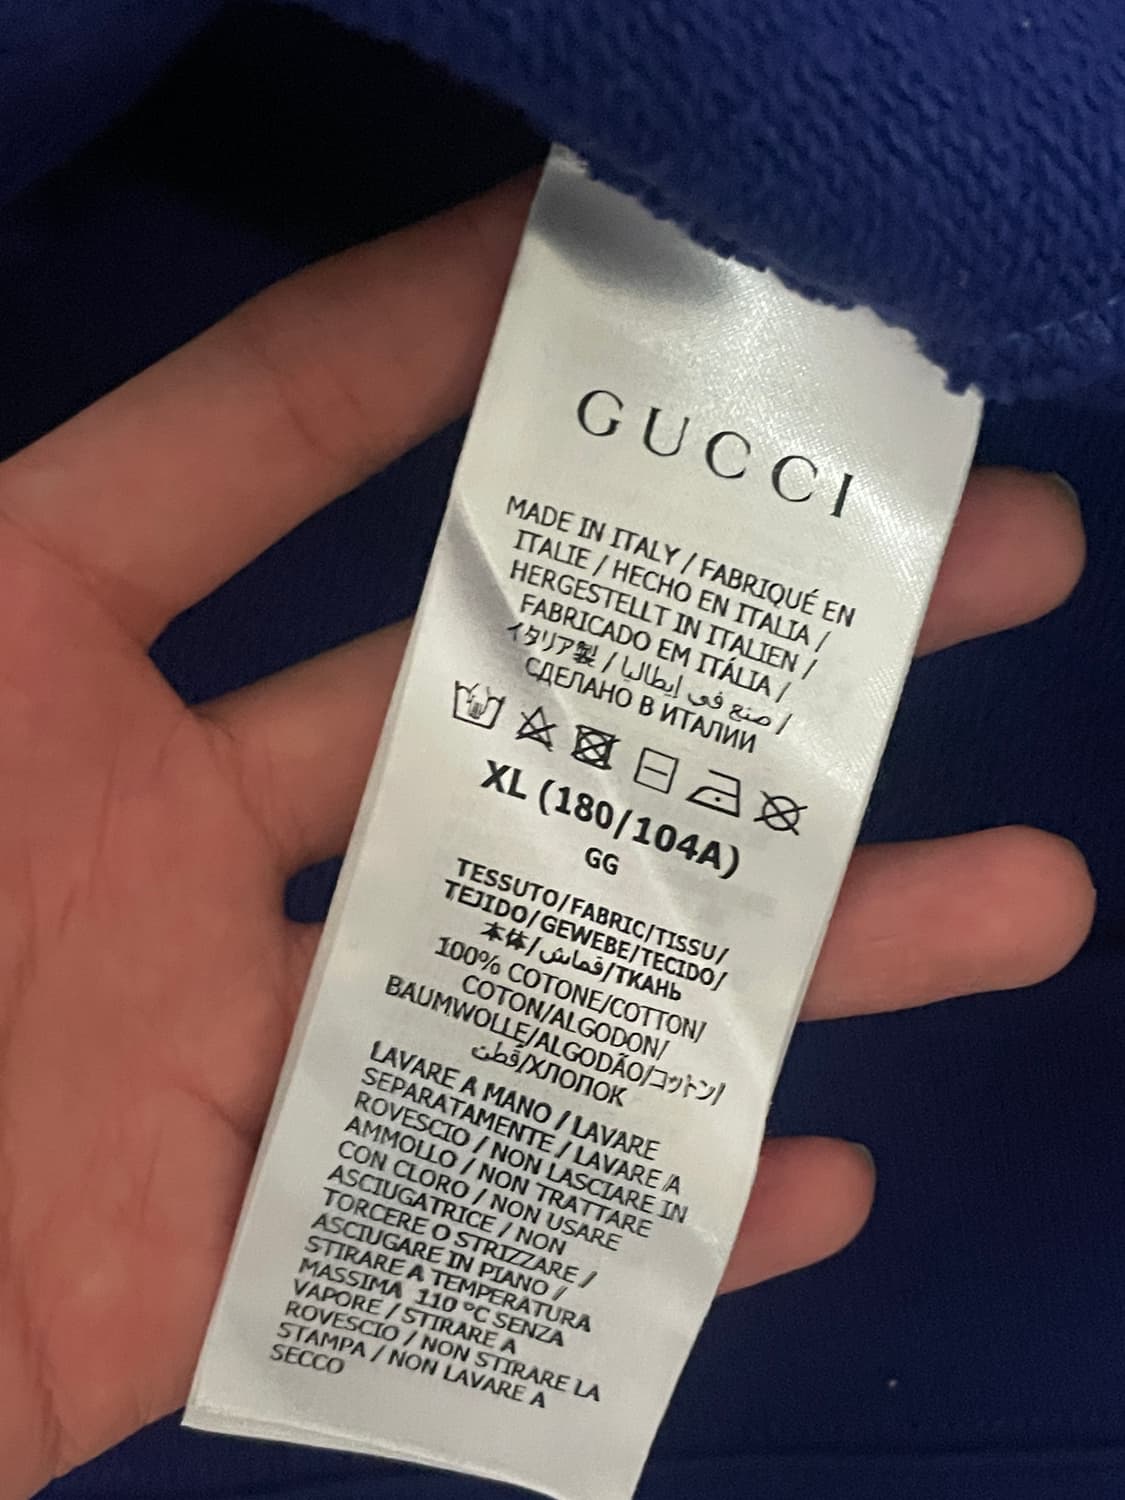 GUCCI
MADE IN ITALY / FABRIQUÉ EN
ITALIE / HECHO EN ITALIA /
HERGESTELLT IN ITALIEN /
FABRICADO EM ITÁLIA /
イタリア製 / صنع في إيطاليا /
СДЕЛАНО В ИТАЛИИ
XL (180/104A)
GG
TESSUTO/FABRIC/TISSU/
TEJIDO/GEWEBE/TECIDO/
本体/قماش/ТКАНЬ
100% COTONE/COTTON/
COTON/ALGODON/
BAUMWOLLE/ALGODÃO/コットン/
قطن/ХЛОПОК
LAVARE A MANO / LAVARE
SEPARATAMENTE / LAVARE A
ROVESCIO / NON LASCIARE IN
AMMOLLO / NON TRATTARE
CON CLORO / NON USARE
ASCIUGATRICE / NON
TORCERE O STRIZZARE /
ASCIUGARE IN PIANO /
STIRARE A TEMPERATURA
MASSIMA 110 °C SENZA
VAPORE / STIRARE A
ROVESCIO / NON STIRARE LA
STAMPA / NON LAVARE A
SECCO